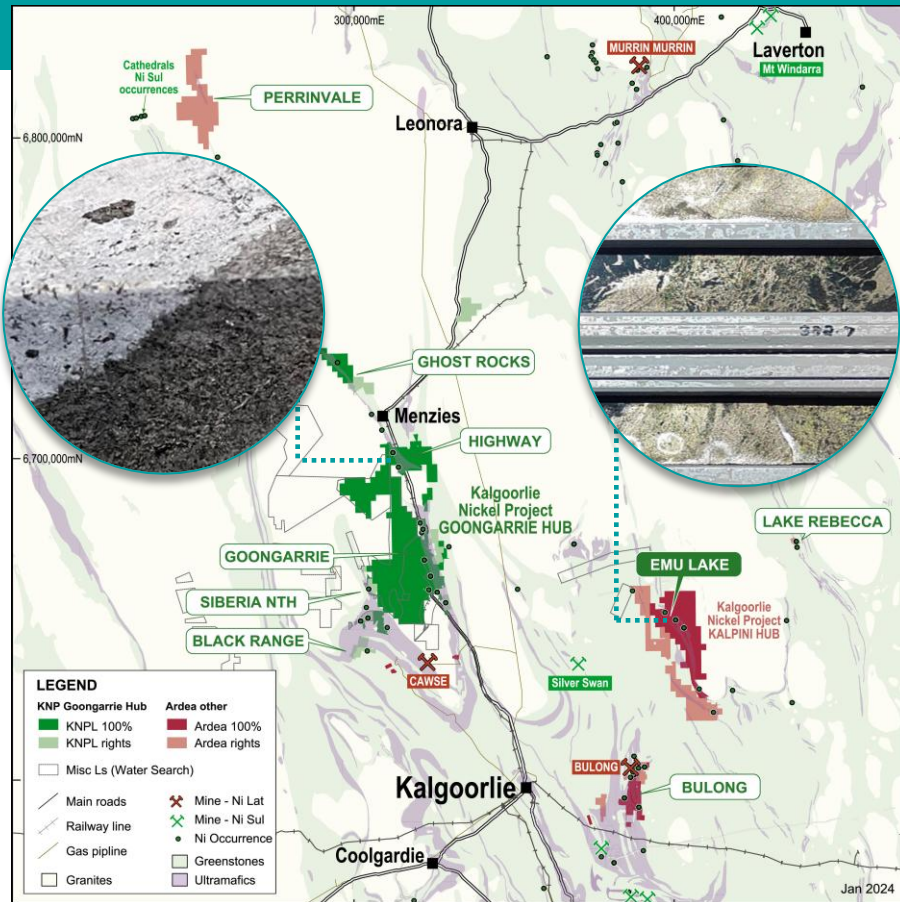 300,000mE
400,000mE
MURRIN MURRIN
Laverton
Mt Windarra
Cathedrals
Ni Sul
occurrences
PERRINVALE
Leonora
6,800,000mN
GHOST ROCKS
Menzies
HIGHWAY
6,700,000mN
Kalgoorlie
Nickel Project
GOONGARRIE HUB
LAKE REBECCA
GOONGARRIE
EMU LAKE
SIBERIA NTH
Kalgoorlie
Nickel Project
KALPINI HUB
BLACK RANGE
CAWSE
Silver Swan
LEGEND
KNP Goongarrie Hub
Ardea other
KNPL 100%
Ardea 100%
KNPL rights
Ardea rights
Misc Ls (Water Search)
Main roads
Mine - Ni Lat
Railway line
Mine - Ni Sul
Gas pipline
Ni Occurrence
Greenstones
Granites
Ultramafics
BULONG
BULONG
Kalgoorlie
Coolgardie
Jan 2024